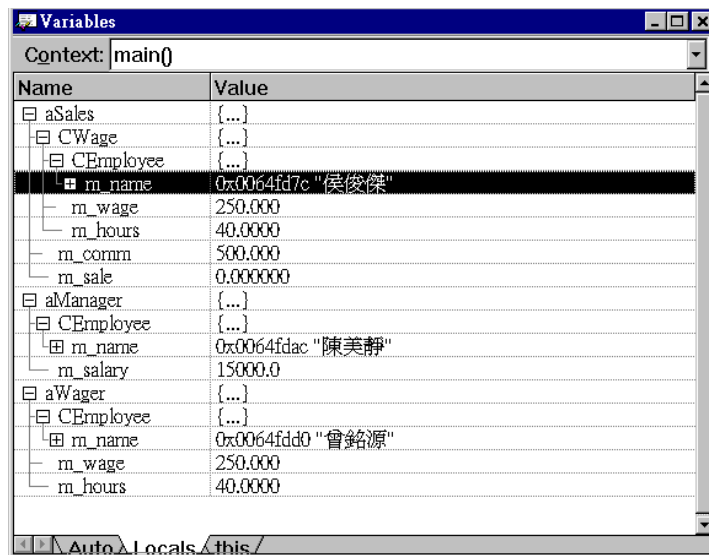 Variables
Context: main()
Name Value
aSales {...}
CWage {...}
CEmployee {...}
m_name 0x0064fd7c "侯俊傑"
m_wage 250.000
m_hours 40.0000
m_comm 500.000
m_sale 0.000000
aManager {...}
CEmployee {...}
m_name 0x0064fdac "陳美靜"
m_salary 15000.0
aWager {...}
CEmployee {...}
m_name 0x0064fdd0 "曾銘源"
m_wage 250.000
m_hours 40.0000
Auto Locals this